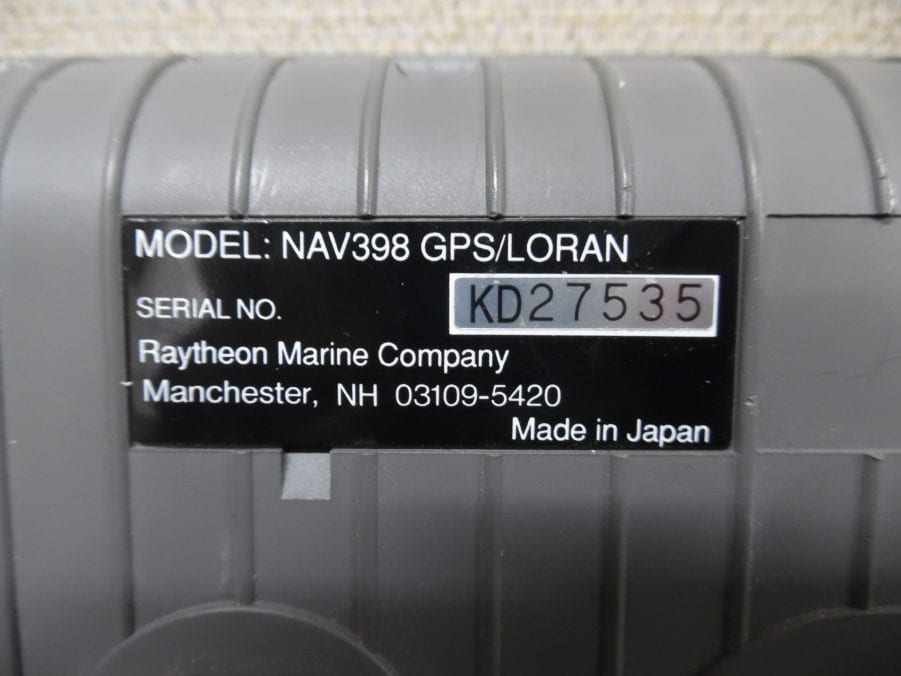 MODEL: NAV398 GPS/LORAN
SERIAL NO. KD27535
Raytheon Marine Company
Manchester, NH 03109-5420
Made in Japan